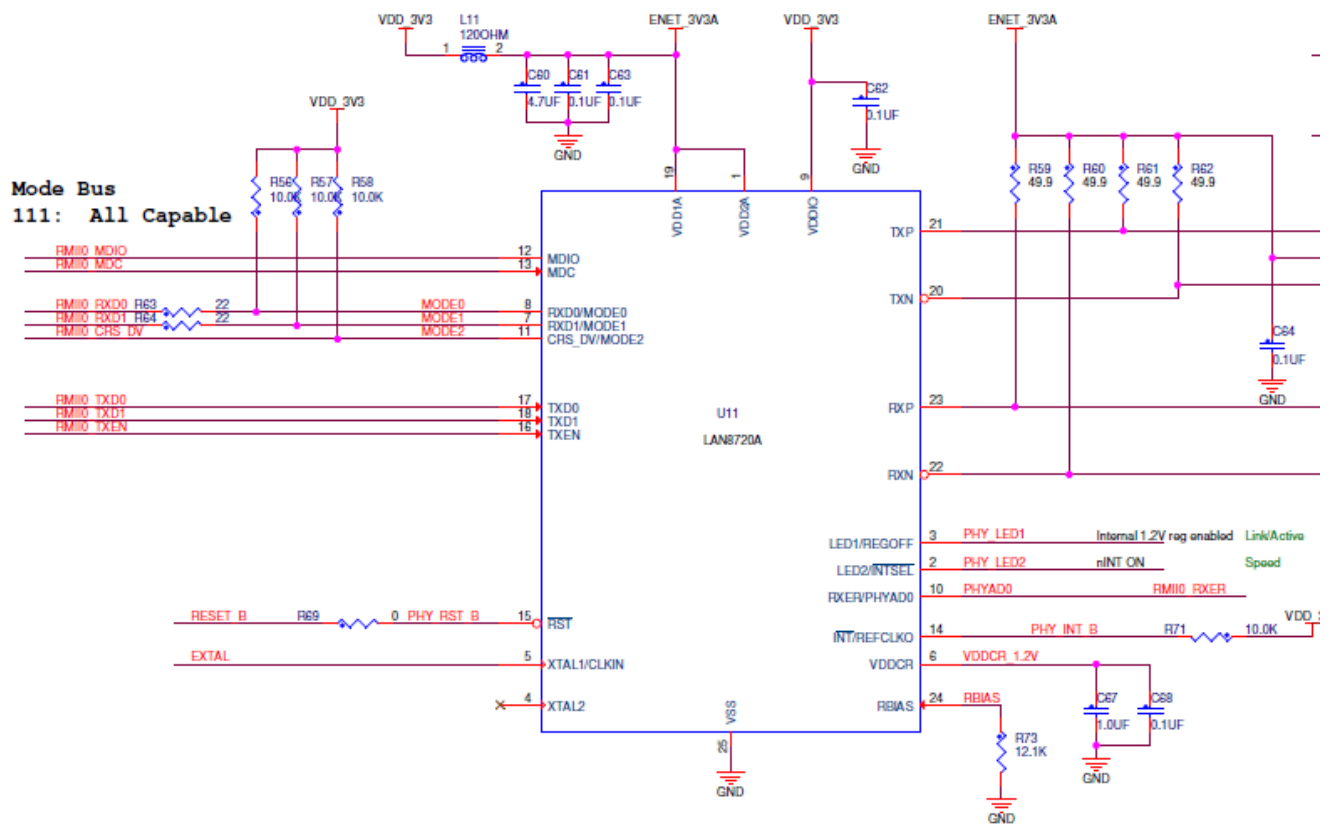 VDD_3V3
L11
120OHM
1
2
ENET_3V3A
VDD_3V3
ENET_3V3A
C60
4.7UF
C61
0.1UF
C63
0.1UF
GND
C62
0.1UF
GND
VDD_3V3
R56
10.0K
R57
10.0K
R58
10.0K
Mode Bus
111: All Capable
R59
49.9
R60
49.9
R61
49.9
R62
49.9
19
1
9
VDD1A
VDD2A
VDDIO
RMII0_MDIO
12
MDIO
RMII0_MDC
13
MDC
RMII0_RXD0
R63
22
MODE0
8
RXD0/MODE0
RMII0_RXD1
R64
22
MODE1
7
RXD1/MODE1
RMII0_CRS_DV
MODE2
11
CRS_DV/MODE2
TXP
21
TXN
20
C64
0.1UF
GND
RMII0_TXD0
17
TXD0
RMII0_TXD1
18
TXD1
RMII0_TXEN
16
TXEN
U11
LAN8720A
RXP
23
RXN
22
LED1/REGOFF
3
PHY_LED1
Internal 1.2V reg enabled
Link/Active
LED2/INTSEL
2
PHY_LED2
nINT ON
Speed
RXER/PHYAD0
10
PHYAD0
RMII0_RXER
RESET_B
R69
0
PHY_RST_B
15
RST
INT/REFCLKO
14
PHY_INT_B
R71
10.0K
EXTAL
5
XTAL1/CLKIN
VDDCR
6
VDDCR_1.2V
4
XTAL2
RBIAS
24
RBIAS
C67
1.0UF
C68
0.1UF
GND
VSS
25
GND
R73
12.1K
GND